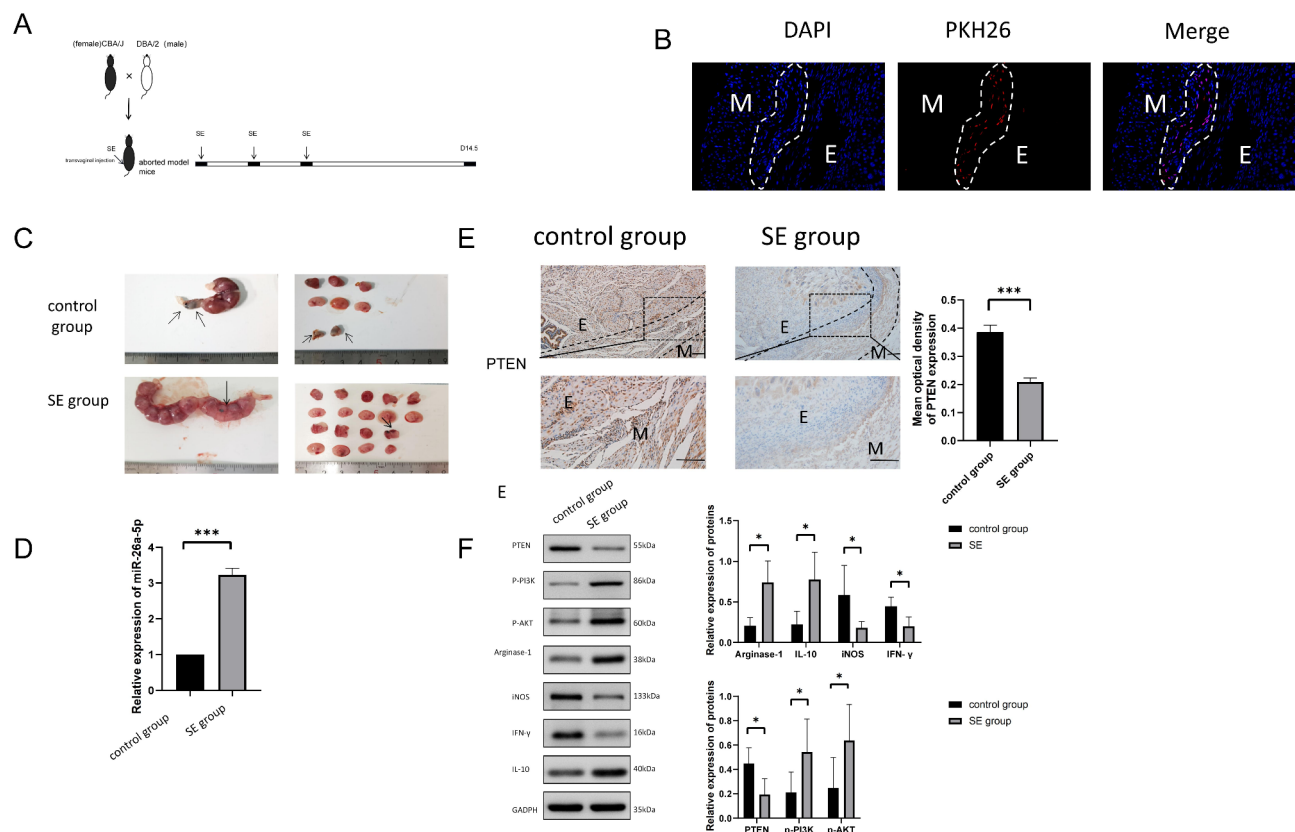 A
(female)CBA/J DBA/2 (male)
×
SE
transvaginal injection
aborted model
mice
SE SE SE
D14.5
B
DAPI PKH26 Merge
M E
M E
M E
C
control
group
SE group
D
Relative expression of miR-26a-5p
4
3
2
1
0
***
control group
SE group
E
control group SE group
PTEN
E M
E M
E M
E M
Mean optical density
of PTEN expression
0.5
0.4
0.3
0.2
0.1
0.0
***
control group
SE group
E
F
control group
SE group
PTEN 55kDa
P-PI3K 86kDa
P-AKT 60kDa
Arginase-1 38kDa
iNOS 133kDa
IFN-γ 16kDa
IL-10 40kDa
GADPH 35kDa
Relative expression of proteins
1.5
1.0
0.5
0.0
* * * *
Arginase-1 IL-10 iNOS IFN- γ
control group
SE
Relative expression of proteins
1.0
0.8
0.6
0.4
0.2
0.0
* * *
PTEN p-PI3K p-AKT
control group
SE group